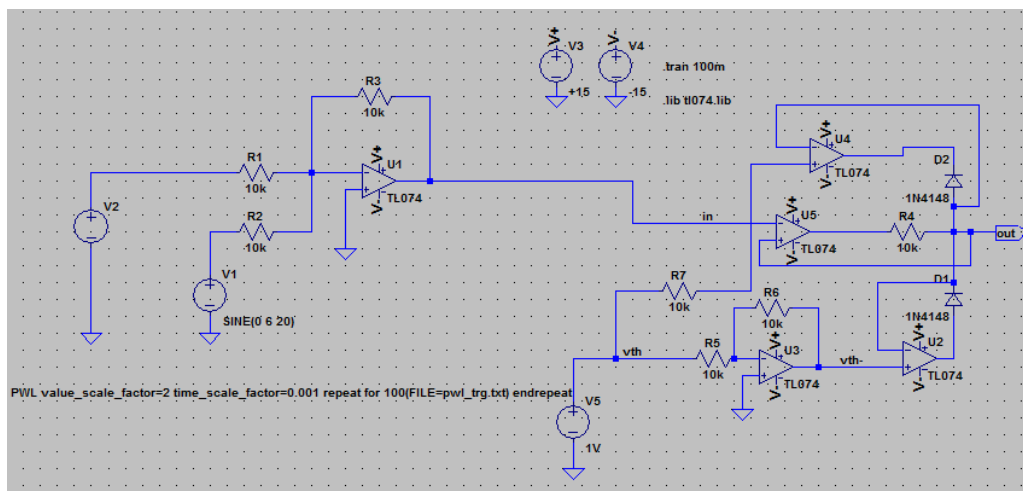 V+
V3
+15
V-
V4
-15
.tran 100m
.lib tl074.lib
R3
10k
R1
10k
V+
U1
TL074
V-
V2
R2
10k
V1
SINE(0 6 20)
V+
U4
TL074
V-
D2
1N4148
in
V+
U5
TL074
V-
R4
10k
out
R7
10k
R6
10k
D1
1N4148
vth
R5
10k
V+
U3
TL074
V-
vth-
V+
U2
TL074
V-
PWL value_scale_factor=2 time_scale_factor=0.001 repeat for 100(FILE=pwl_trg.txt) endrepeat
V5
1V